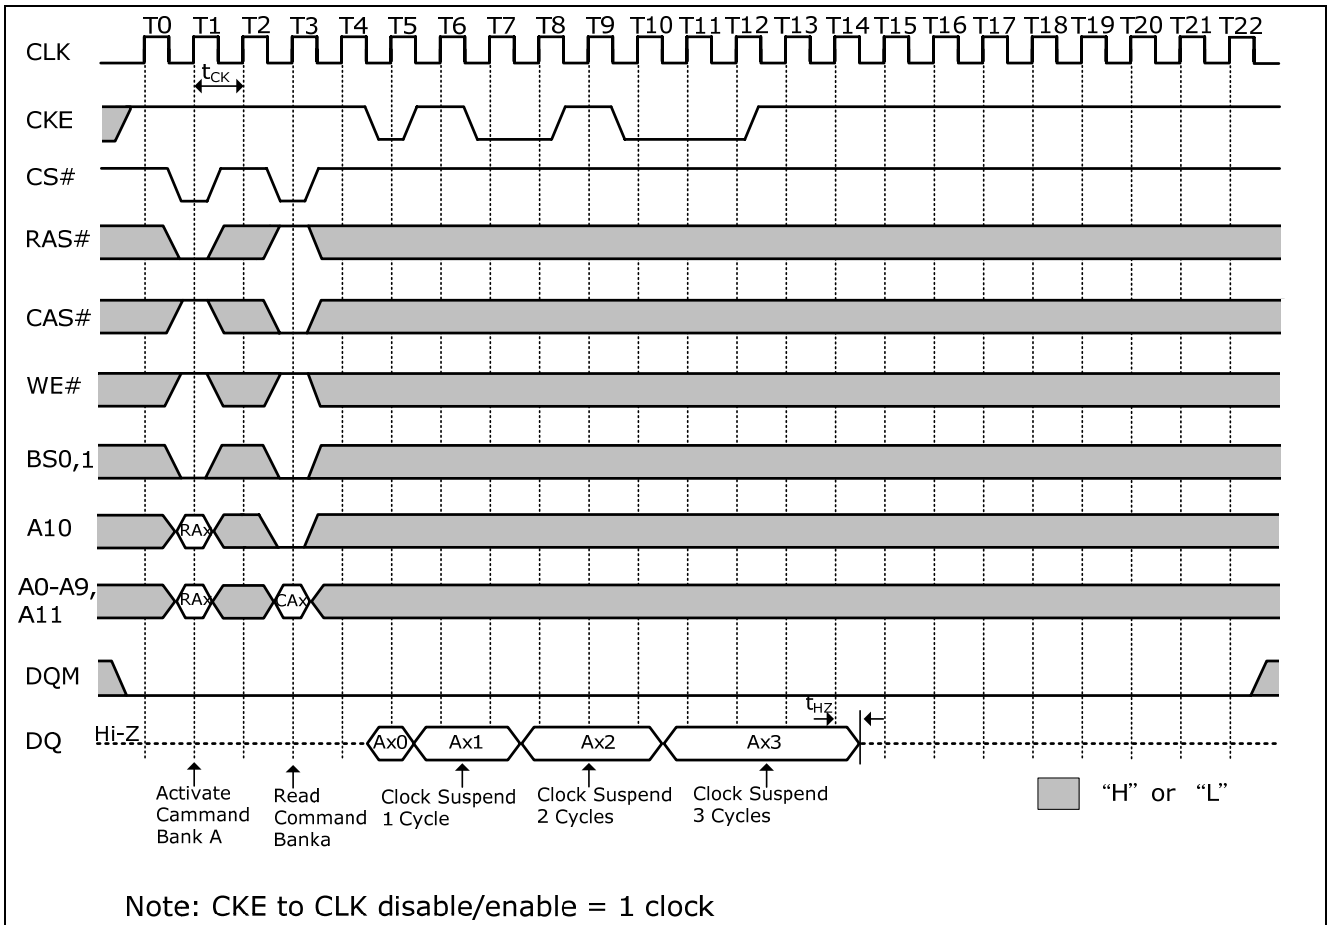 T0 T1 T2 T3 T4 T5 T6 T7 T8 T9 T10 T11 T12 T13 T14 T15 T16 T17 T18 T19 T20 T21 T22
CLK
tCK
CKE
CS#
RAS#
CAS#
WE#
BS0,1
A10
RAx
A0-A9,
A11
RAx CAx
DQM
tHZ
DQ
Hi-Z
Ax0 Ax1 Ax2 Ax3
Activate
Cammand
Bank A
Read
Command
Banka
Clock Suspend
1 Cycle
Clock Suspend
2 Cycles
Clock Suspend
3 Cycles
“H” or “L”
Note: CKE to CLK disable/enable = 1 clock